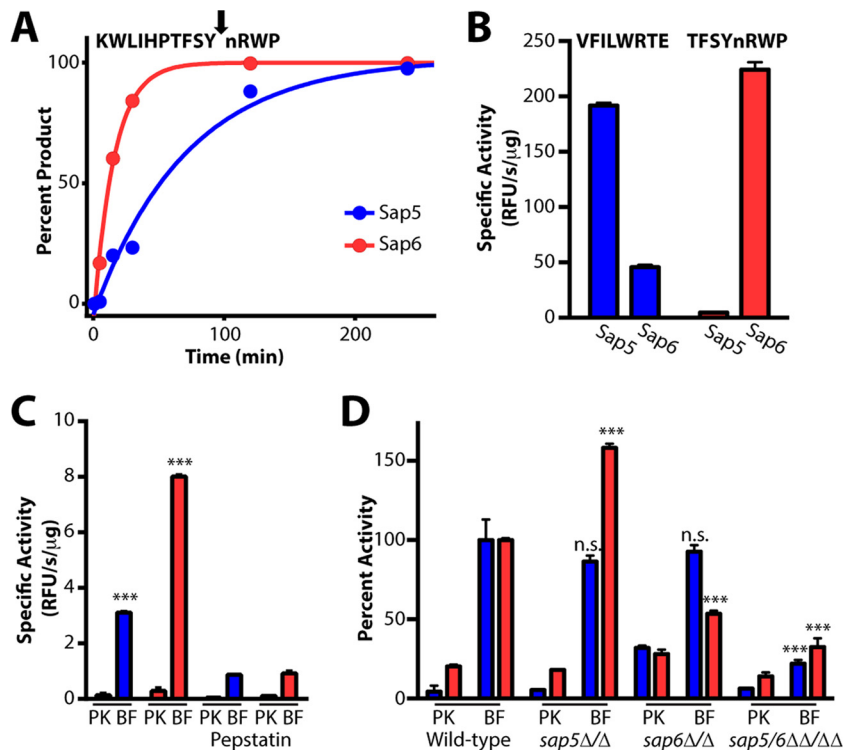 A
KWLIHPTFSY nRWP
Percent Product
100
50
0
0 100 200
Time (min)
Sap5
Sap6
B
VFILWRTE TFSYnRWP
Specific Activity
(RFU/s/μg)
250
200
150
100
50
0
Sap5 Sap6 Sap5 Sap6
C
Specific Activity
(RFU/s/μg)
10
8
6
4
2
0
*** ***
PK BF PK BF PK BF PK BF
Pepstatin
D
Percent Activity
150
100
50
0
***
n.s. n.s.
***
*** ***
PK BF PK BF PK BF PK BF
Wild-type sap5Δ/Δ sap6Δ/Δ sap5/6ΔΔ/ΔΔ